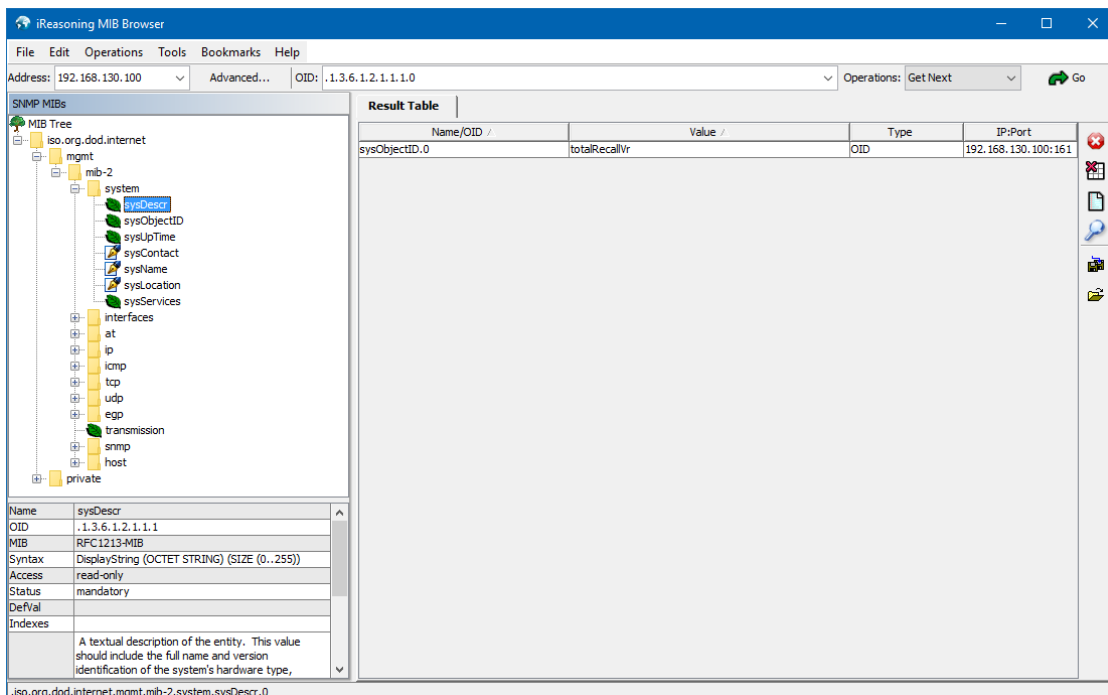 iReasoning MIB Browser
File Edit Operations Tools Bookmarks Help
Address: 192.168.130.100 Advanced... OID: .1.3.6.1.2.1.1.1.0 Operations: Get Next Go
SNMP MIBs
MIB Tree
iso.org.dod.internet
mgmt
mib-2
system
sysDescr
sysObjectID
sysUpTime
sysContact
sysName
sysLocation
sysServices
interfaces
at
ip
icmp
tcp
udp
egp
transmission
snmp
host
private
Name sysDescr
OID .1.3.6.1.2.1.1.1
MIB RFC1213-MIB
Syntax DisplayString (OCTET STRING) (SIZE (0..255))
Access read-only
Status mandatory
DefVal
Indexes
A textual description of the entity. This value
should include the full name and version
identification of the system's hardware type,
Result Table
Name/OID Value Type IP:Port
sysObjectID.0 totalRecallVr OID 192.168.130.100:161
.iso.org.dod.internet.mgmt.mib-2.system.sysDescr.0